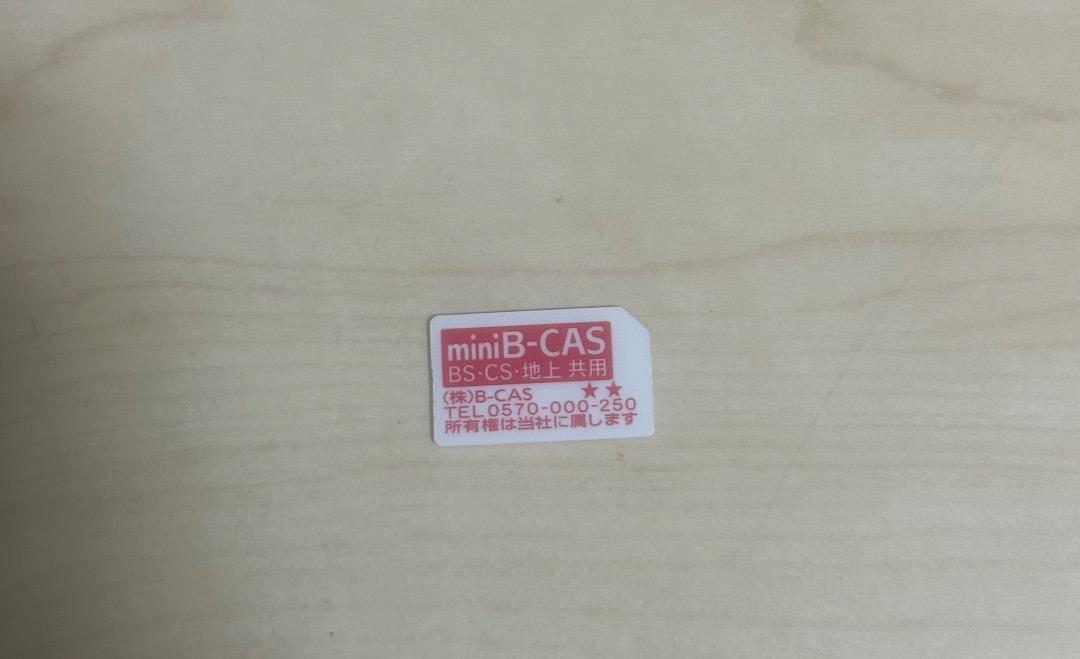 miniB-CAS
BS・CS・地上 共用
(株)B-CAS ★★
TEL0570-000-250
所有権は当社に属します